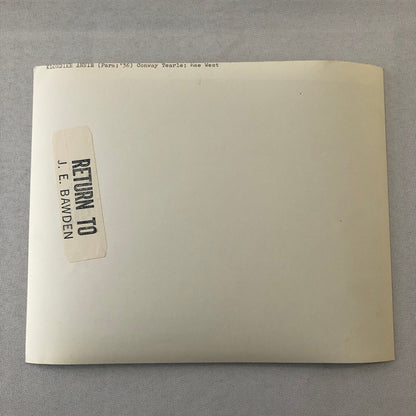 KLONDIKE ANNIE (Para;'36) Conway Tearle; Mae West
RETURN TO
J. E. BAWDEN